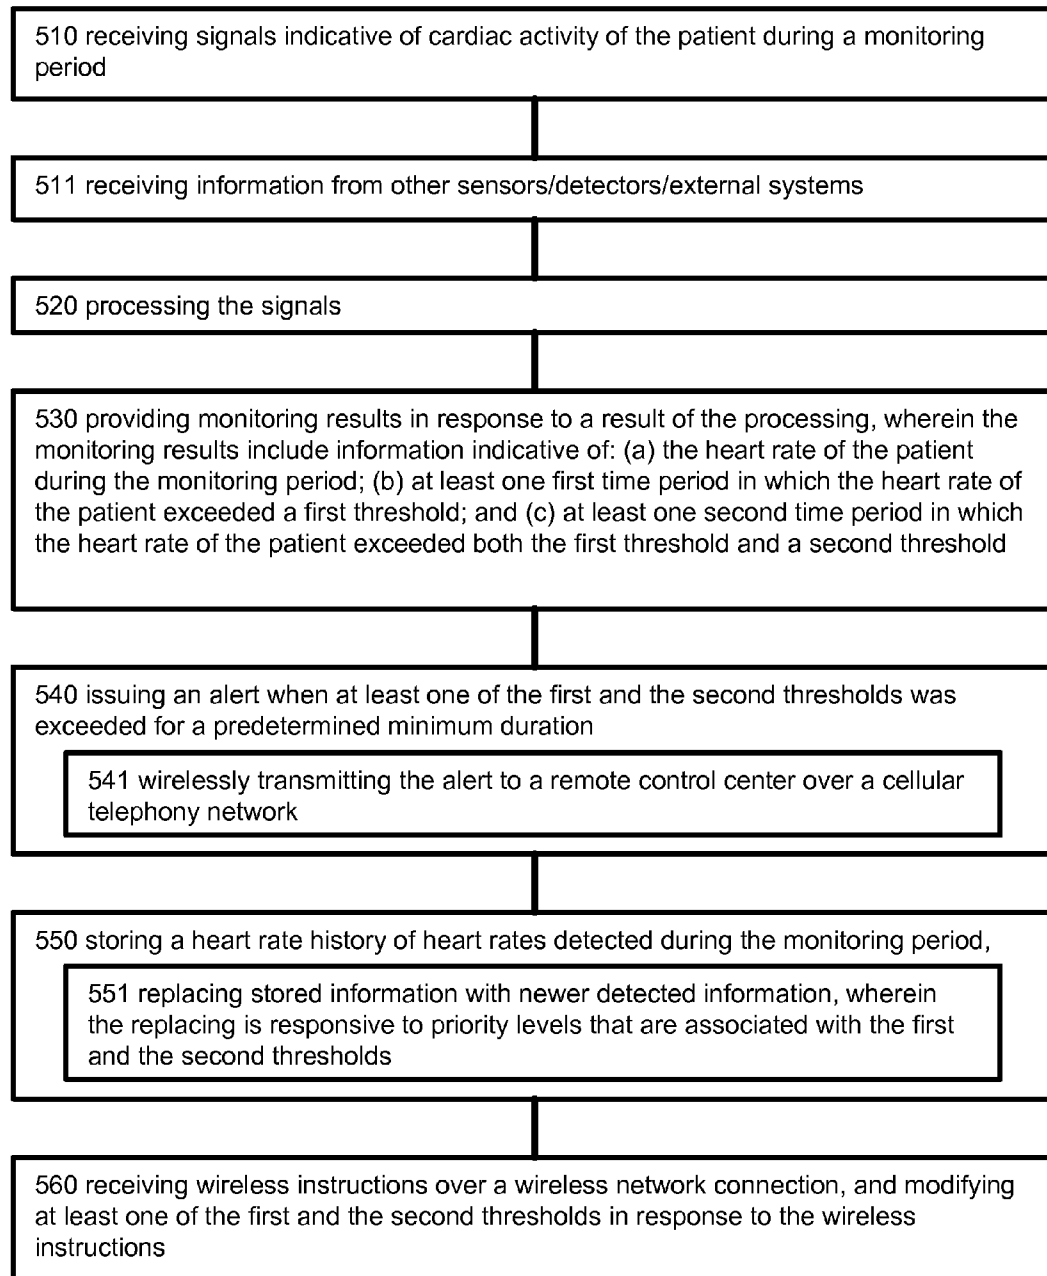 510 receiving signals indicative of cardiac activity of the patient during a monitoring
period
511 receiving information from other sensors/detectors/external systems
520 processing the signals
530 providing monitoring results in response to a result of the processing, wherein the
monitoring results include information indicative of: (a) the heart rate of the patient
during the monitoring period; (b) at least one first time period in which the heart rate of
the patient exceeded a first threshold; and (c) at least one second time period in which
the heart rate of the patient exceeded both the first threshold and a second threshold
540 issuing an alert when at least one of the first and the second thresholds was
exceeded for a predetermined minimum duration
541 wirelessly transmitting the alert to a remote control center over a cellular
telephony network
550 storing a heart rate history of heart rates detected during the monitoring period,
551 replacing stored information with newer detected information, wherein
the replacing is responsive to priority levels that are associated with the first
and the second thresholds
560 receiving wireless instructions over a wireless network connection, and modifying
at least one of the first and the second thresholds in response to the wireless
instructions